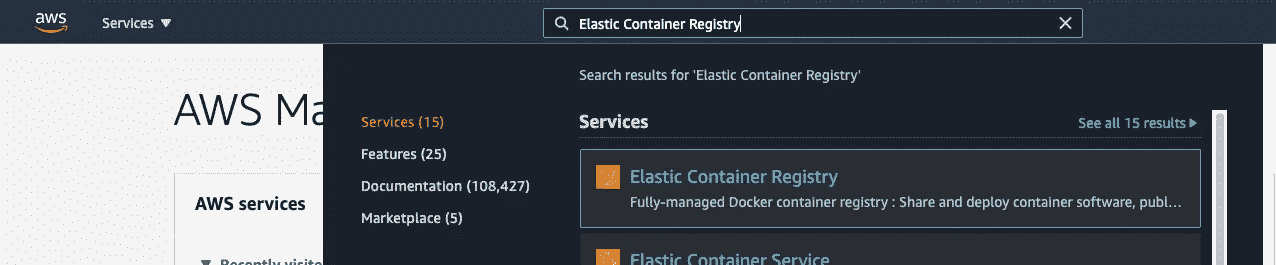 aws
Services ▼
Elastic Container Registry
Search results for 'Elastic Container Registry'
AWS Ma
Services (15)
Features (25)
Documentation (108,427)
Marketplace (5)
Services
See all 15 results
Elastic Container Registry
Fully-managed Docker container registry : Share and deploy container software, publ...
Elastic Container Service
AWS services
Recently visite